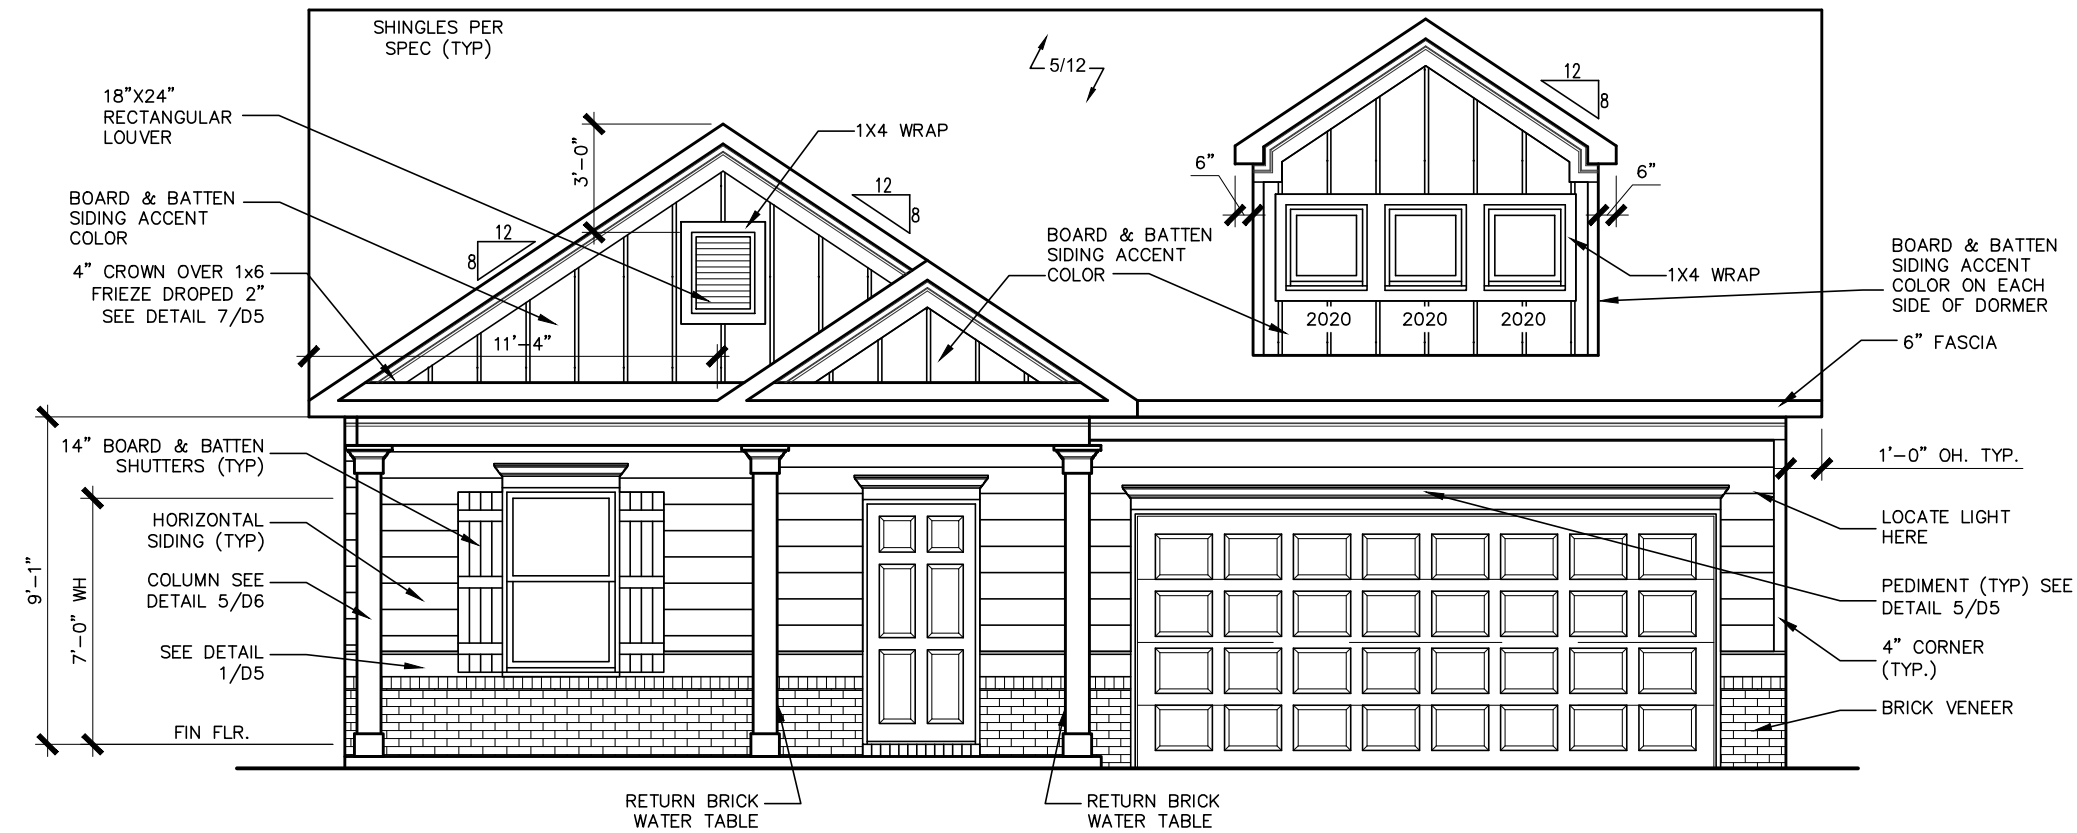 SHINGLES PER
SPEC (TYP)
5/12
12
8
18"X24"
RECTANGULAR
LOUVER
3'-0"
1X4 WRAP
6"
6"
BOARD & BATTEN
SIDING ACCENT
COLOR
12
8
12
8
BOARD & BATTEN
SIDING ACCENT
COLOR
BOARD & BATTEN
SIDING ACCENT
COLOR ON EACH
SIDE OF DORMER
4" CROWN OVER 1x6
FRIEZE DROPED 2"
SEE DETAIL 7/D5
1X4 WRAP
2020
2020
2020
11'-4"
6" FASCIA
14" BOARD & BATTEN
SHUTTERS (TYP)
1'-0" OH. TYP.
HORIZONTAL
SIDING (TYP)
LOCATE LIGHT
HERE
9'-1"
7'-0" WH
COLUMN SEE
DETAIL 5/D6
PEDIMENT (TYP) SEE
DETAIL 5/D5
SEE DETAIL
1/D5
4" CORNER
(TYP.)
BRICK VENEER
FIN FLR.
RETURN BRICK
WATER TABLE
RETURN BRICK
WATER TABLE